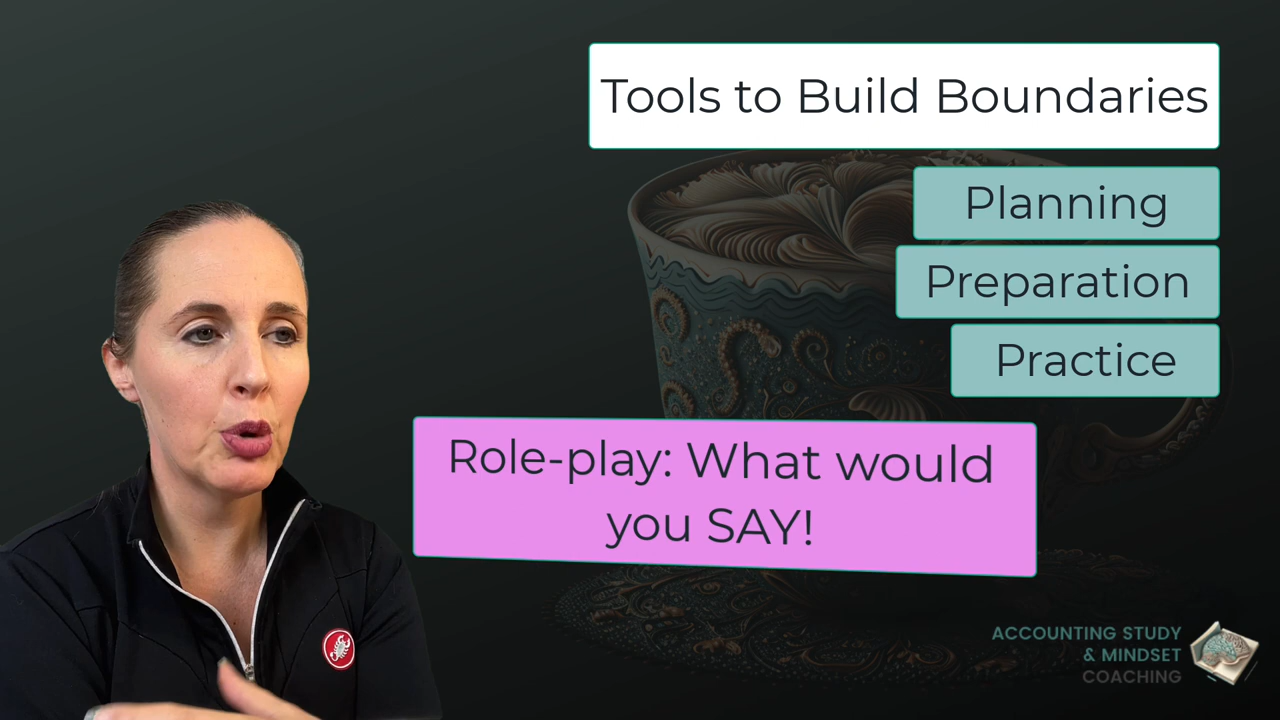 Tools to Build Boundaries
Planning
Preparation
Practice
Role-play: What would
you SAY!
ACCOUNTING STUDY
& MINDSET
COACHING